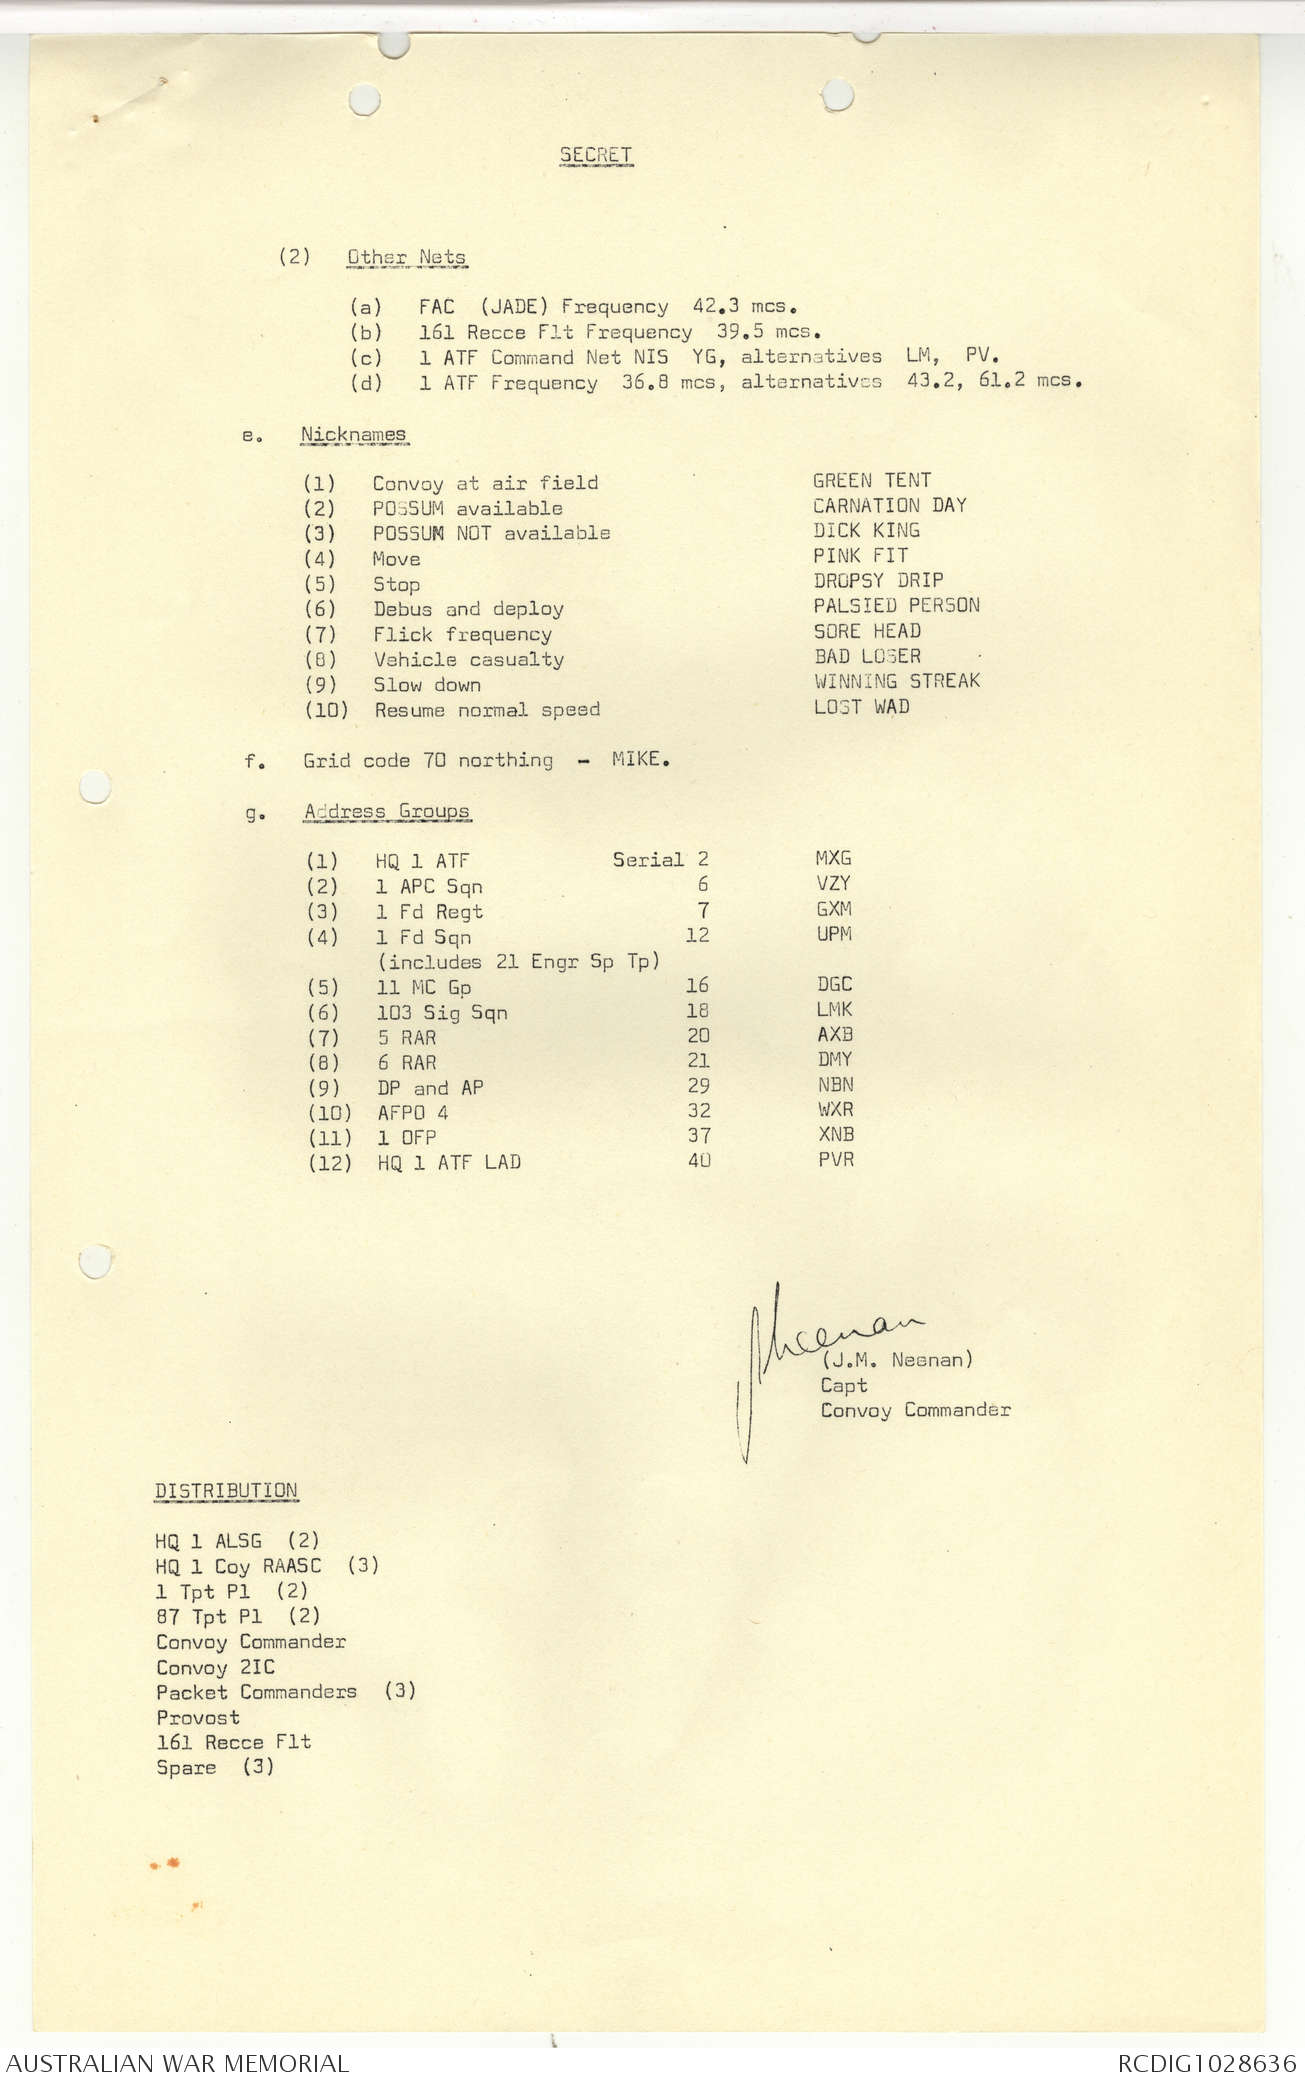 SECRET
(2) Other Nets
(a) FAC (JADE) Frequency 42.3 mcs.
(b) 161 Recce Flt Frequency 39.5 mcs.
(c) 1 ATF Command Net NIS YG, alternatives LM, PV.
(d) 1 ATF Frequency 36.8 mcs, alternatives 43.2, 61.2 mcs.
e. Nicknames
(1) Convoy at air field GREEN TENT
(2) POSSUM available CARNATION DAY
(3) POSSUM NOT available DICK KING
(4) Move PINK FIT
(5) Stop DROPSY DRIP
(6) Debus and deploy PALSIED PERSON
(7) Flick frequency SORE HEAD
(8) Vehicle casualty BAD LOSER
(9) Slow down WINNING STREAK
(10) Resume normal speed LOST WAD
f. Grid code 70 northing - MIKE.
g. Address Groups
(1) HQ 1 ATF Serial 2 MXG
(2) 1 APC Sqn 6 VZY
(3) 1 Fd Regt 7 GXM
(4) 1 Fd Sqn 12 UPM
(includes 21 Engr Sp Tp)
(5) 11 MC Gp 16 DGC
(6) 103 Sig Sqn 18 LMK
(7) 5 RAR 20 AXB
(8) 6 RAR 21 DMY
(9) DP and AP 29 NBN
(10) AFPO 4 32 WXR
(11) 1 OFP 37 XNB
(12) HQ 1 ATF LAD 40 PVR
JNeenan
(J.M. Neenan)
Capt
Convoy Commander
DISTRIBUTION
HQ 1 ALSG (2)
HQ 1 Coy RAASC (3)
1 Tpt Pl (2)
87 Tpt Pl (2)
Convoy Commander
Convoy 2IC
Packet Commanders (3)
Provost
161 Recce Flt
Spare (3)
AUSTRALIAN WAR MEMORIAL
RCDIG1028636